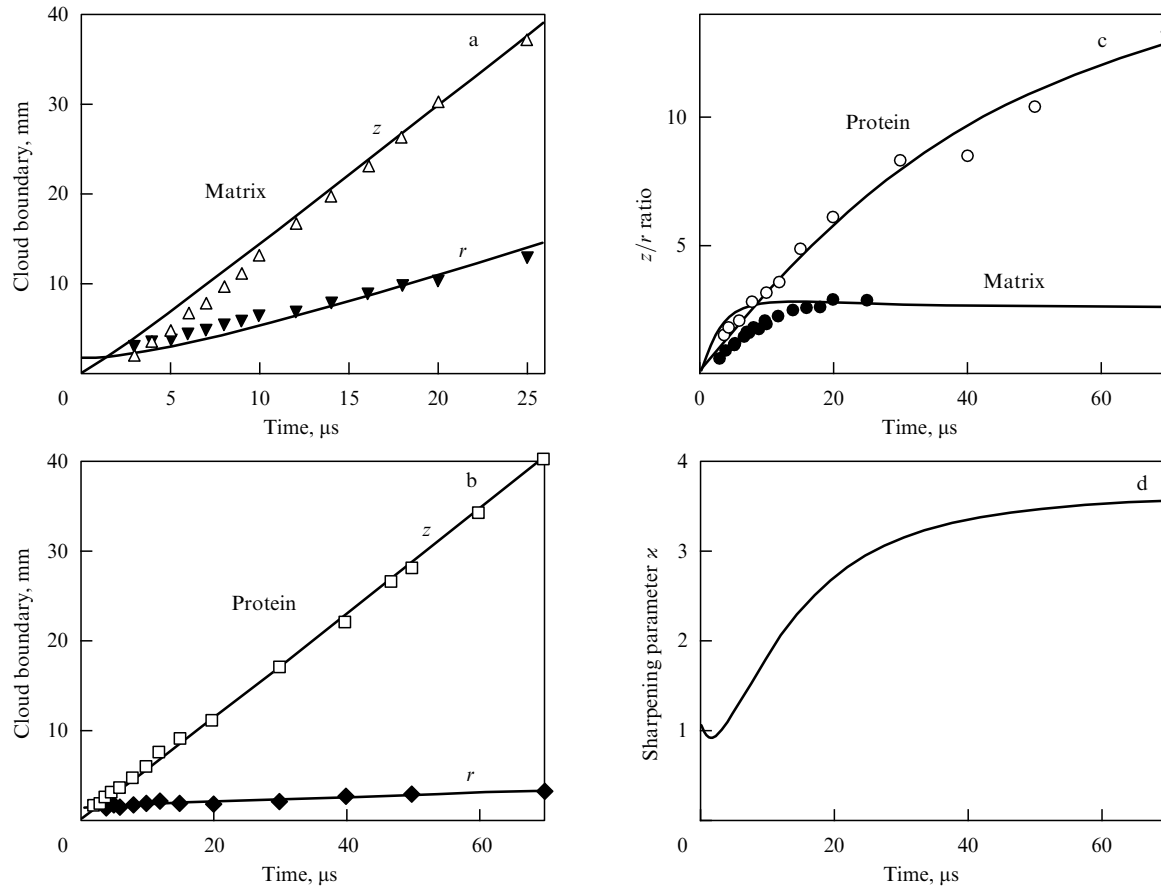 a
Cloud boundary, mm
40
30
20
10
0
z
Matrix
r
5
10
15
20
25
Time, μs
c
z/r ratio
10
5
Protein
Matrix
0
20
40
60
Time, μs
b
Cloud boundary, mm
40
30
20
10
0
z
Protein
r
20
40
60
Time, μs
d
Sharpening parameter ϰ
4
3
2
1
0
20
40
60
Time, μs